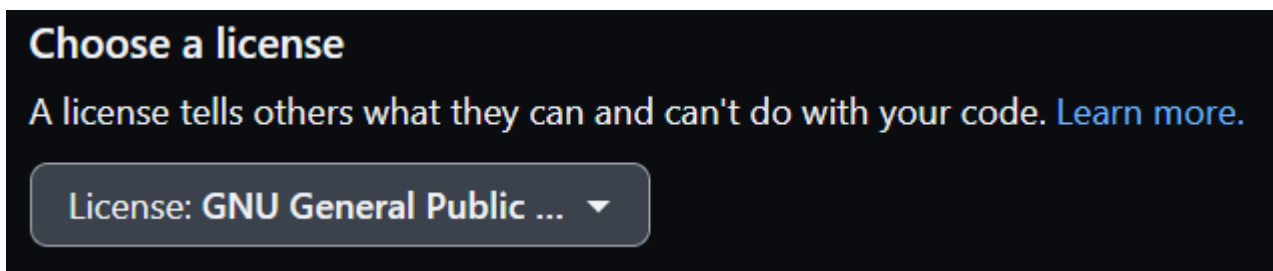 Choose a license
A license tells others what they can and can't do with your code. Learn more.
License: GNU General Public ...